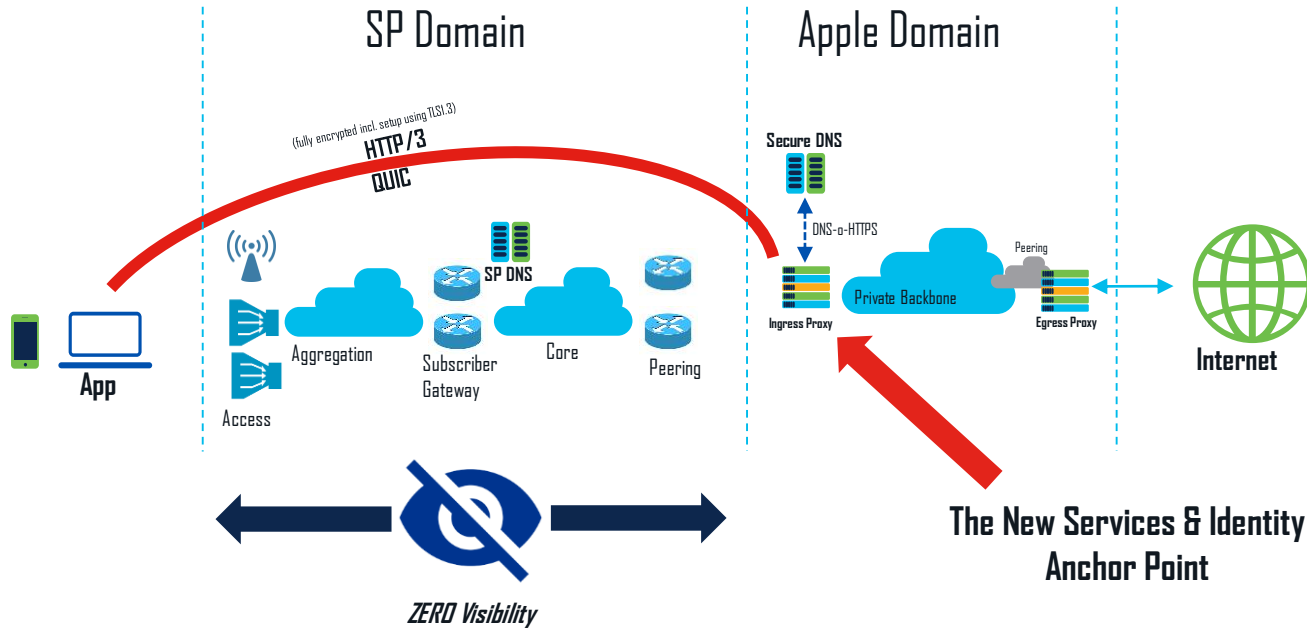 SP Domain
Apple Domain
(fully encrypted incl. setup using TLS1.3)
HTTP/3
QUIC
Secure DNS
DNS-o-HTTPS
SP DNS
Peering
Private Backbone
Ingress Proxy
Egress Proxy
Aggregation
Subscriber
Gateway
Core
Peering
Internet
App
Access
The New Services & Identity
Anchor Point
ZERO Visibility